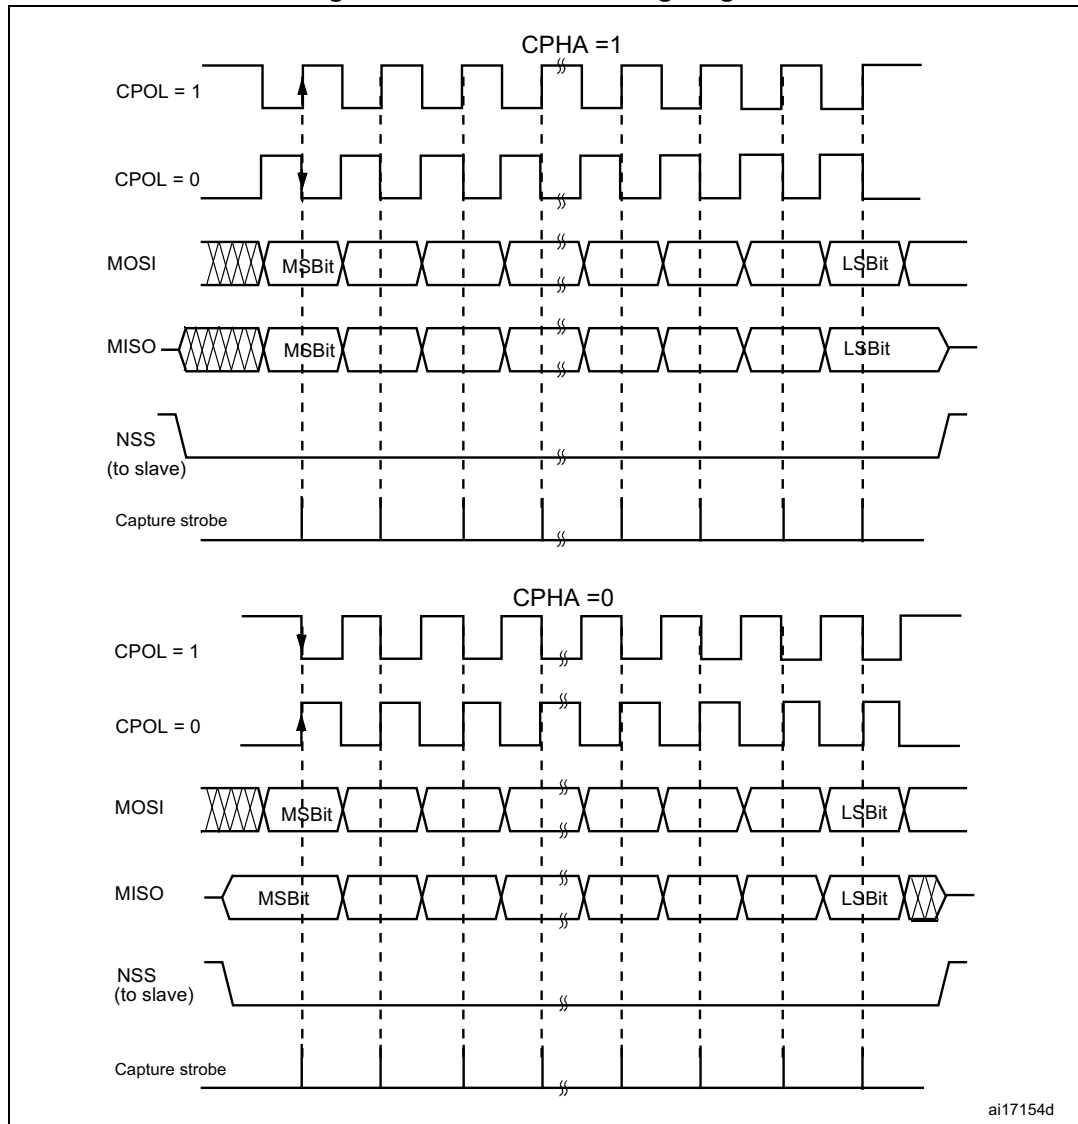 CPHA =1
CPOL = 1
CPOL = 0
MOSI
MSBit
LSBit
MISO
MSBit
LSBit
NSS
(to slave)
Capture strobe
CPHA =0
CPOL = 1
CPOL = 0
MOSI
MSBit
LSBit
MISO
MSBit
LSBit
NSS
(to slave)
Capture strobe
ai17154d